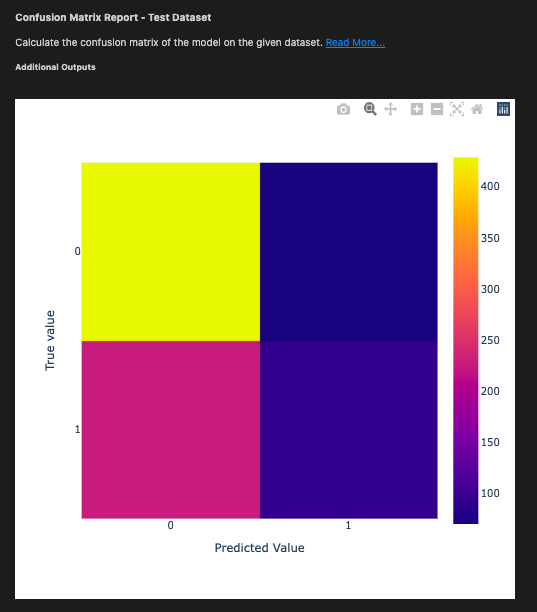 Confusion Matrix Report - Test Dataset
Calculate the confusion matrix of the model on the given dataset. Read More...
Additional Outputs
400
0
350
300
True value
250
200
1
150
100
0 1
Predicted Value